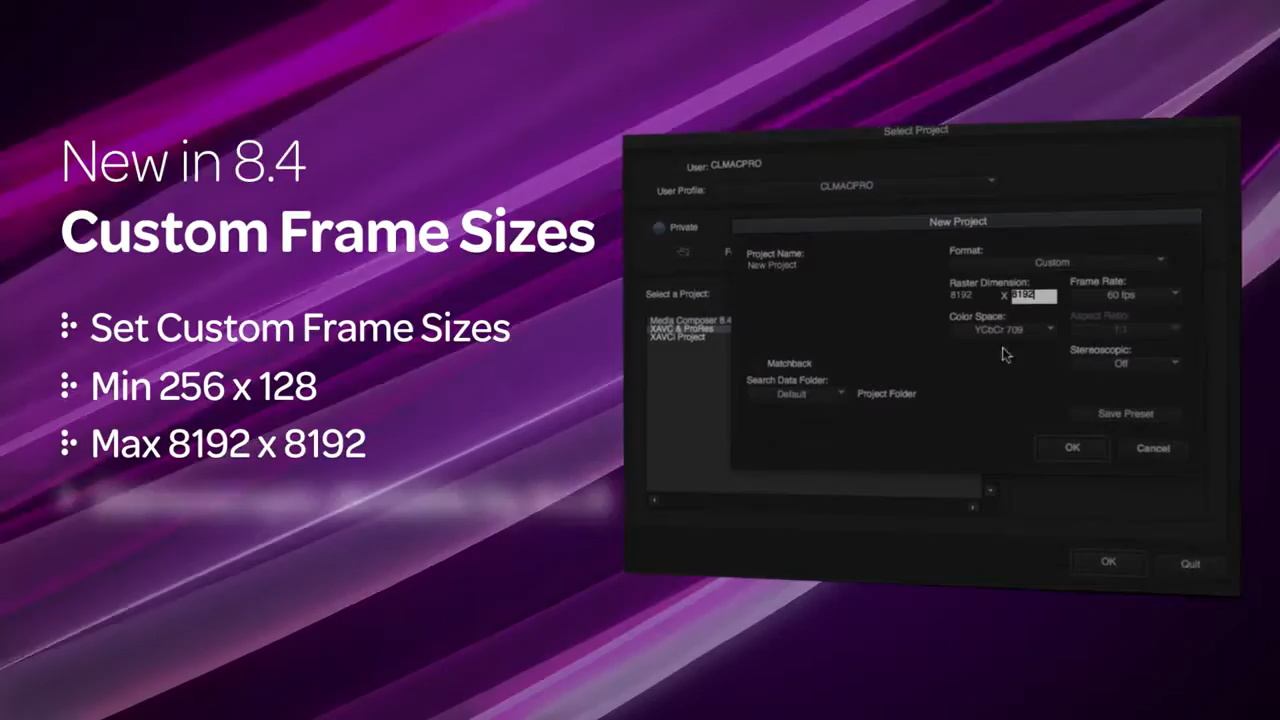 New in 8.4
Custom Frame Sizes
Set Custom Frame Sizes
Min 256 x 128
Max 8192 x 8192
Select Project
User: CLMACPRO
User Profile: CLMACPRO
Private
Select a Project:
Media Composer 8.4
XAVC & ProRes
XAVCI Project
New Project
Project Name:
New Project
Format:
Custom
Raster Dimension:
8192 X 8192
Frame Rate:
60 fps
Color Space:
YCbCr 709
Aspect Ratio:
1:1
Stereoscopic:
Off
Matchback
Search Data Folder:
Default
Project Folder
Save Preset
OK
Cancel
OK
Quit